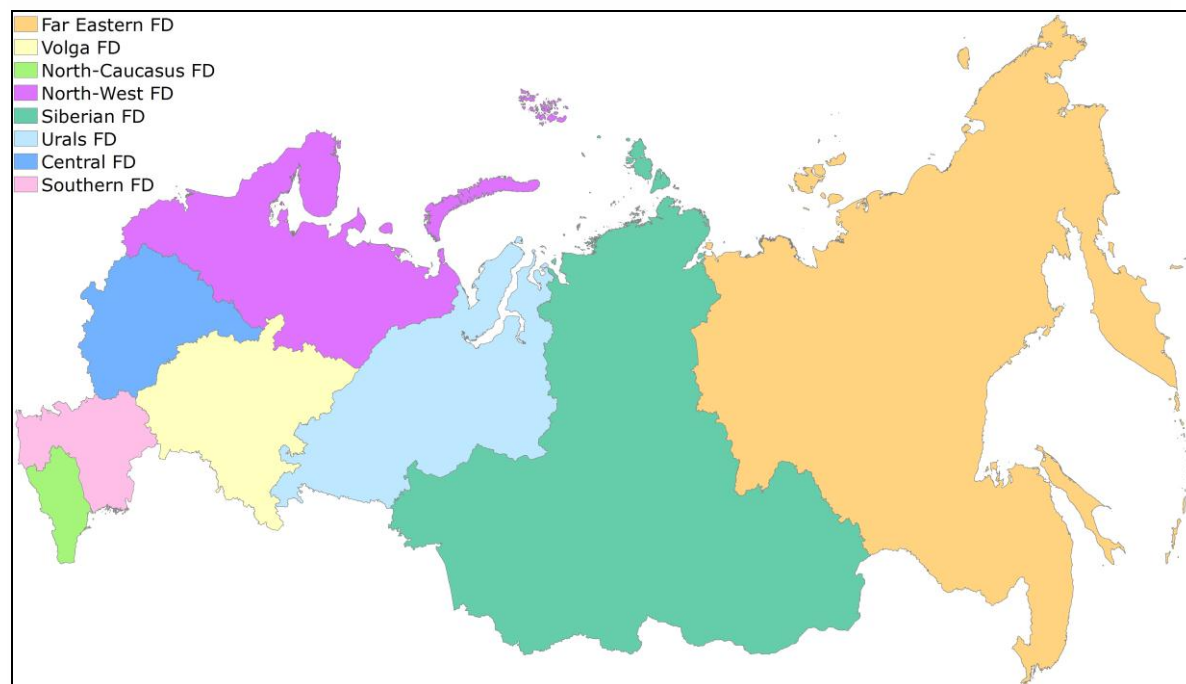 Far Eastern FD
Volga FD
North-Caucasus FD
North-West FD
Siberian FD
Urals FD
Central FD
Southern FD